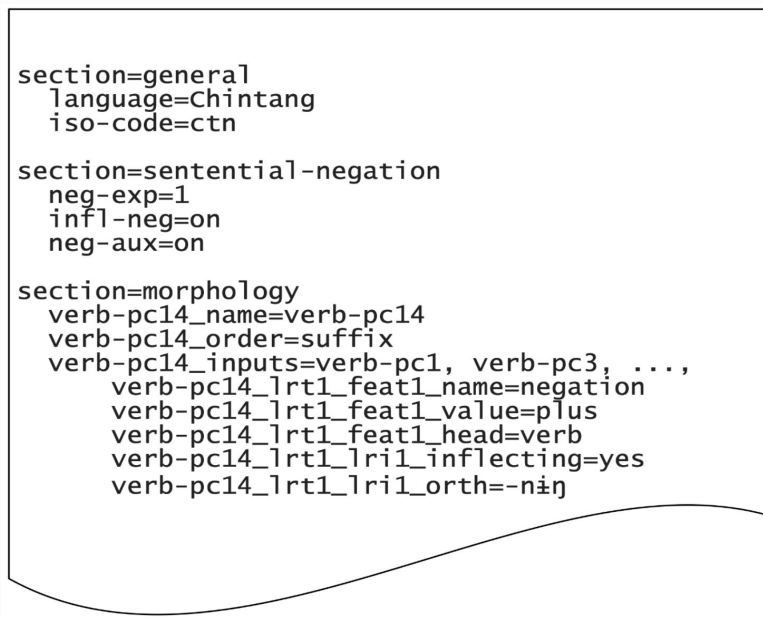 section=general
language=Chintang
iso-code=ctn
section=sentential-negation
neg-exp=1
infl-neg=on
neg-aux=on
section=morphology
verb-pc14_name=verb-pc14
verb-pc14_order=suffix
verb-pc14_inputs=verb-pc1, verb-pc3, ...,
verb-pc14_lrt1_feat1_name=negation
verb-pc14_lrt1_feat1_value=plus
verb-pc14_lrt1_feat1_head=verb
verb-pc14_lrt1_lri1_inflecting=yes
verb-pc14_lrt1_lri1_orth=-nɨŋ